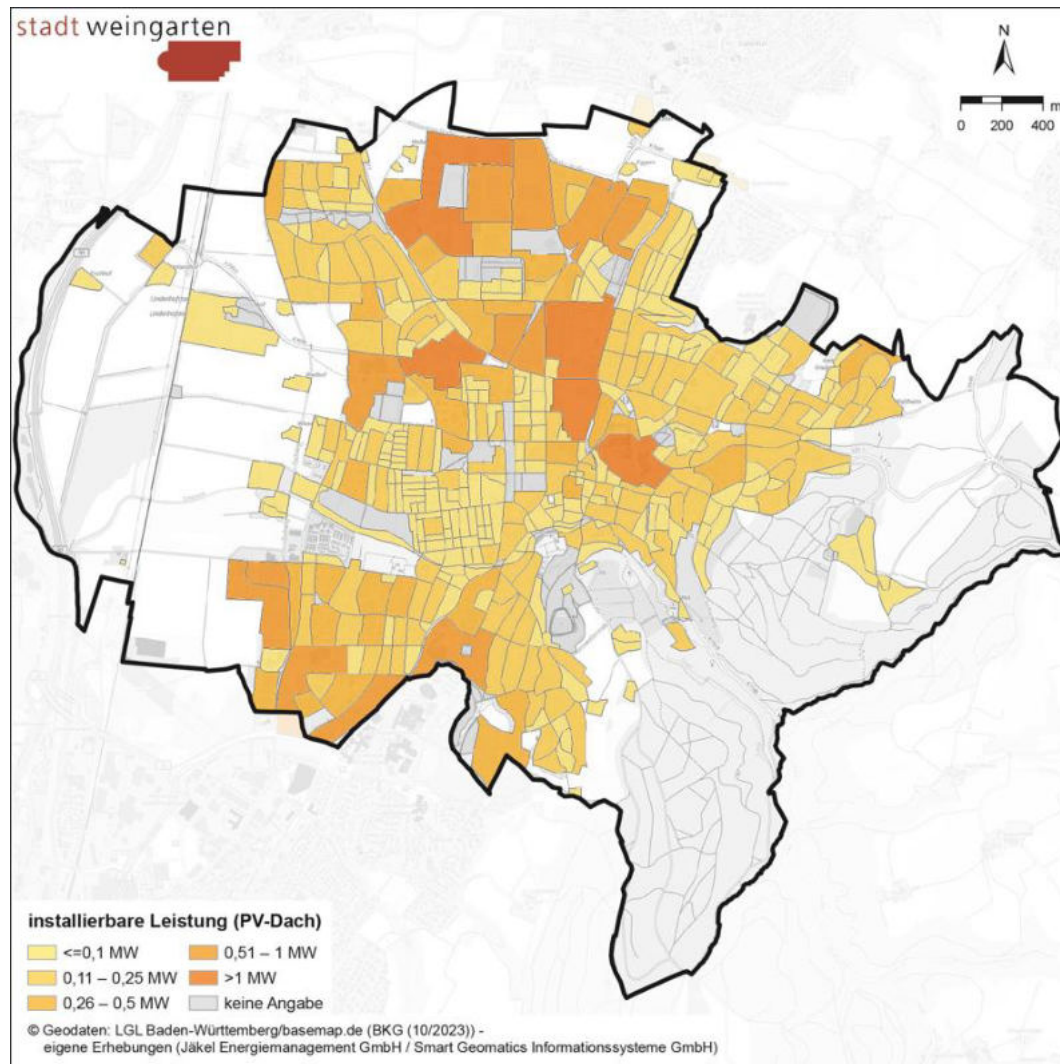 stadt weingarten
N
0 200 400 m
installierbare Leistung (PV-Dach)
<=0,1 MW
0,11 – 0,25 MW
0,26 – 0,5 MW
0,51 – 1 MW
>1 MW
keine Angabe
© Geodaten: LGL Baden-Württemberg/basemap.de (BKG (10/2023)) -
eigene Erhebungen (Jäkel Energiemanagement GmbH / Smart Geomatics Informationssysteme GmbH)